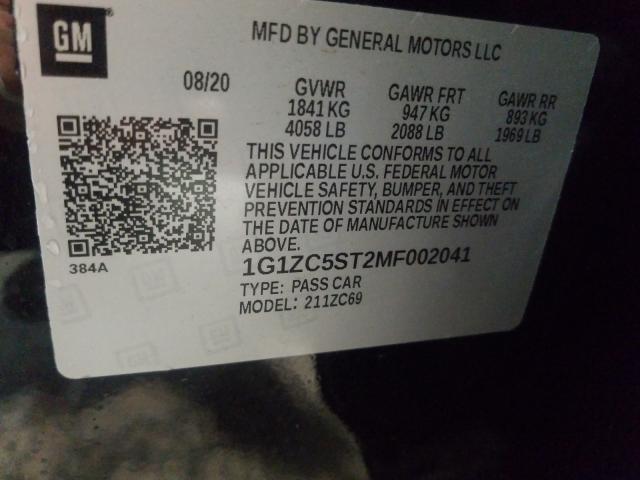 GM
MFD BY GENERAL MOTORS LLC
08/20
GVWR
1841 KG
4058 LB
GAWR FRT
947 KG
2088 LB
GAWR RR
893 KG
1969 LB
THIS VEHICLE CONFORMS TO ALL
APPLICABLE U.S. FEDERAL MOTOR
VEHICLE SAFETY, BUMPER, AND THEFT
PREVENTION STANDARDS IN EFFECT ON
THE DATE OF MANUFACTURE SHOWN
ABOVE.
384A
1G1ZC5ST2MF002041
TYPE: PASS CAR
MODEL: 211ZC69